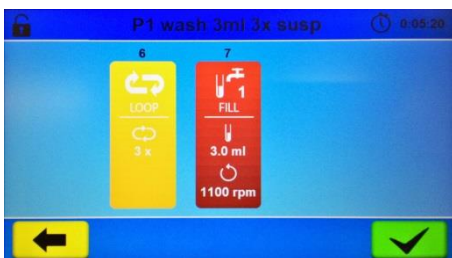 P1 wash 3ml 3x susp
0:05:20
6
7
LOOP
3 x
1
FILL
3.0 ml
1100 rpm